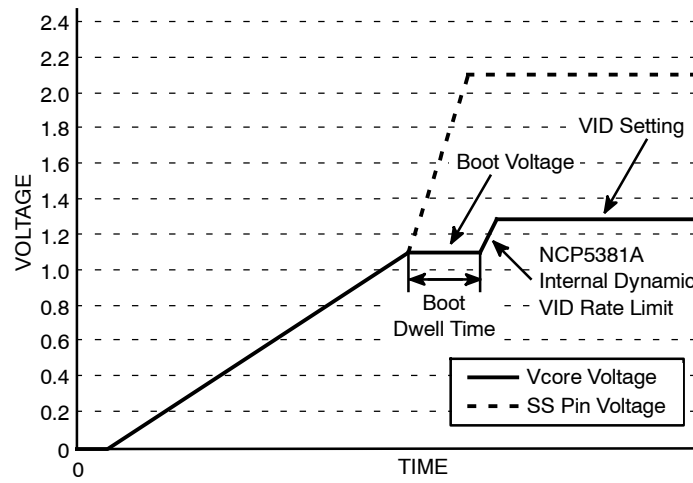 2.4
2.2
2.0
1.8
1.6
1.4
1.2
1.0
0.8
0.6
0.4
0.2
0
VOLTAGE
VID Setting
Boot Voltage
NCP5381A
Internal Dynamic
VID Rate Limit
Boot
Dwell Time
Vcore Voltage
SS Pin Voltage
0
TIME